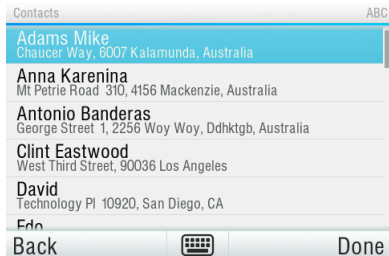 Contacts ABC
Adams Mike
Chaucer Way, 6007 Kalamunda, Australia
Anna Karenina
Mt Petrie Road 310, 4156 Mackenzie, Australia
Antonio Banderas
George Street 1, 2256 Woy Woy, Ddhktgb, Australia
Clint Eastwood
West Third Street, 90036 Los Angeles
David
Technology Pl 10920, San Diego, CA
Edo
Back Done